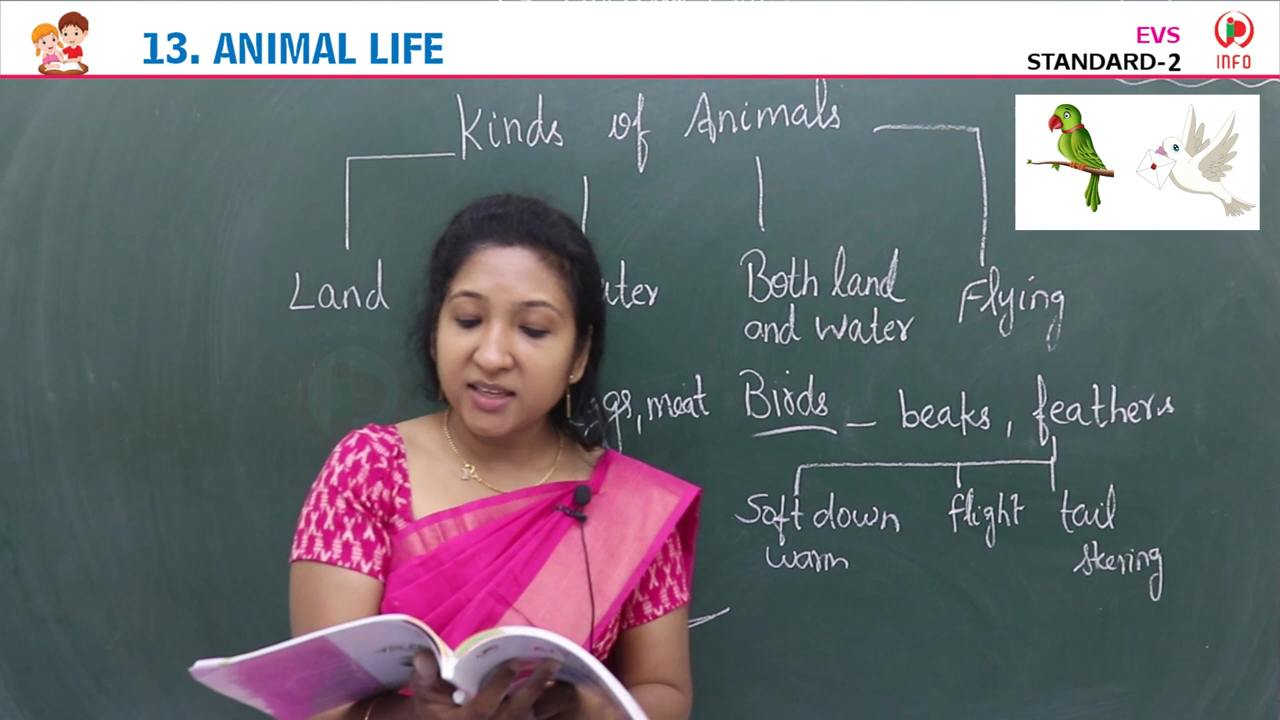 13. ANIMAL LIFE
EVS
STANDARD-2
INFO
Kinds of Animals
Land
Both land
and water
Flying
meat
Birds - beaks, feathers
Soft down
warm
flight
tail
steering